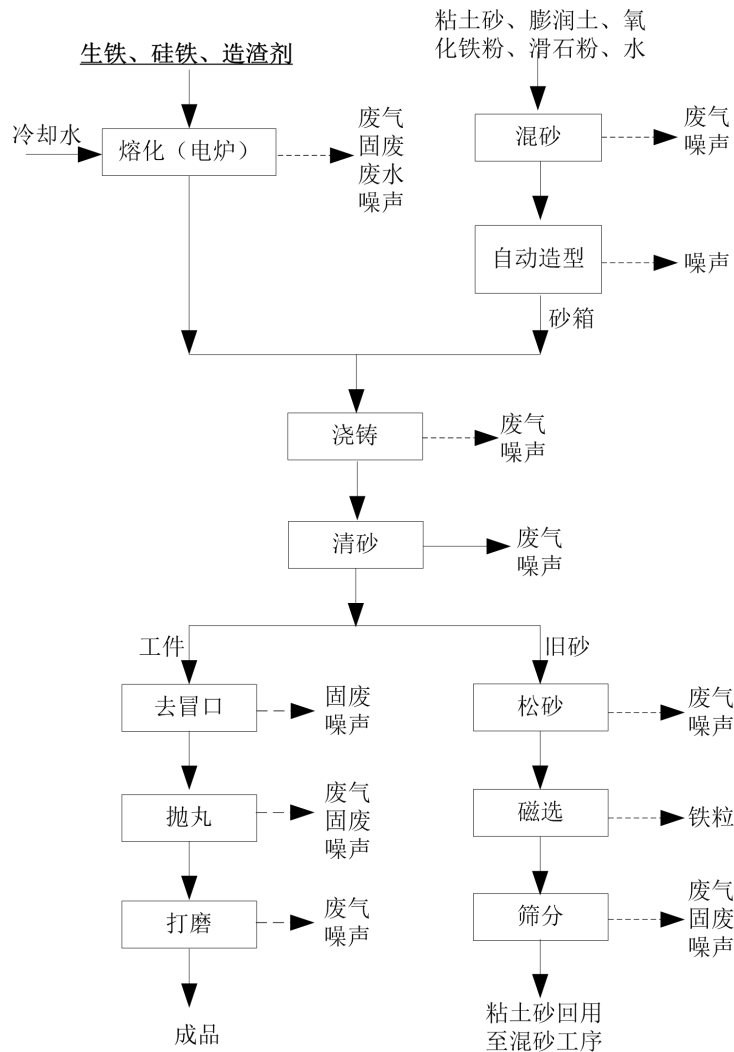 生铁、硅铁、造渣剂
粘土砂、膨润土、氧
化铁粉、滑石粉、水
冷却水
熔化（电炉）
废气
固废
废水
噪声
混砂
废气
噪声
自动造型
噪声
砂箱
浇铸
废气
噪声
清砂
废气
噪声
工件
旧砂
去冒口
固废
噪声
松砂
废气
噪声
抛丸
废气
固废
噪声
磁选
铁粒
打磨
废气
噪声
筛分
废气
固废
噪声
成品
粘土砂回用
至混砂工序